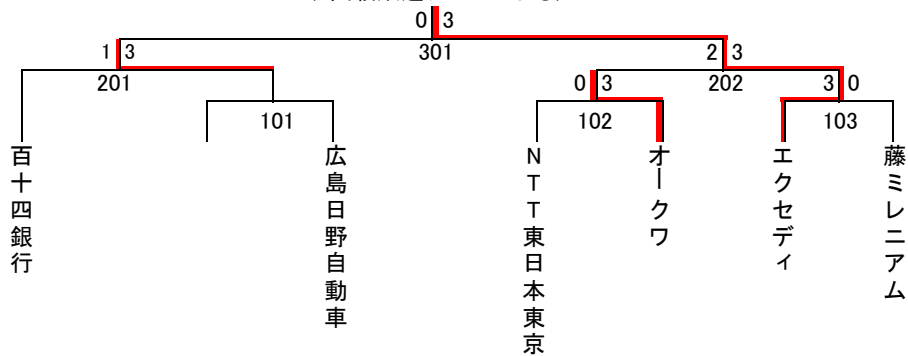 0 3
1 3
301
2 3
201
0 3
202
3 0
101
102
103
百十四銀行
広島日野自動車
NTT東日本東京
オークワ
エクセディ
藤ミレニアム